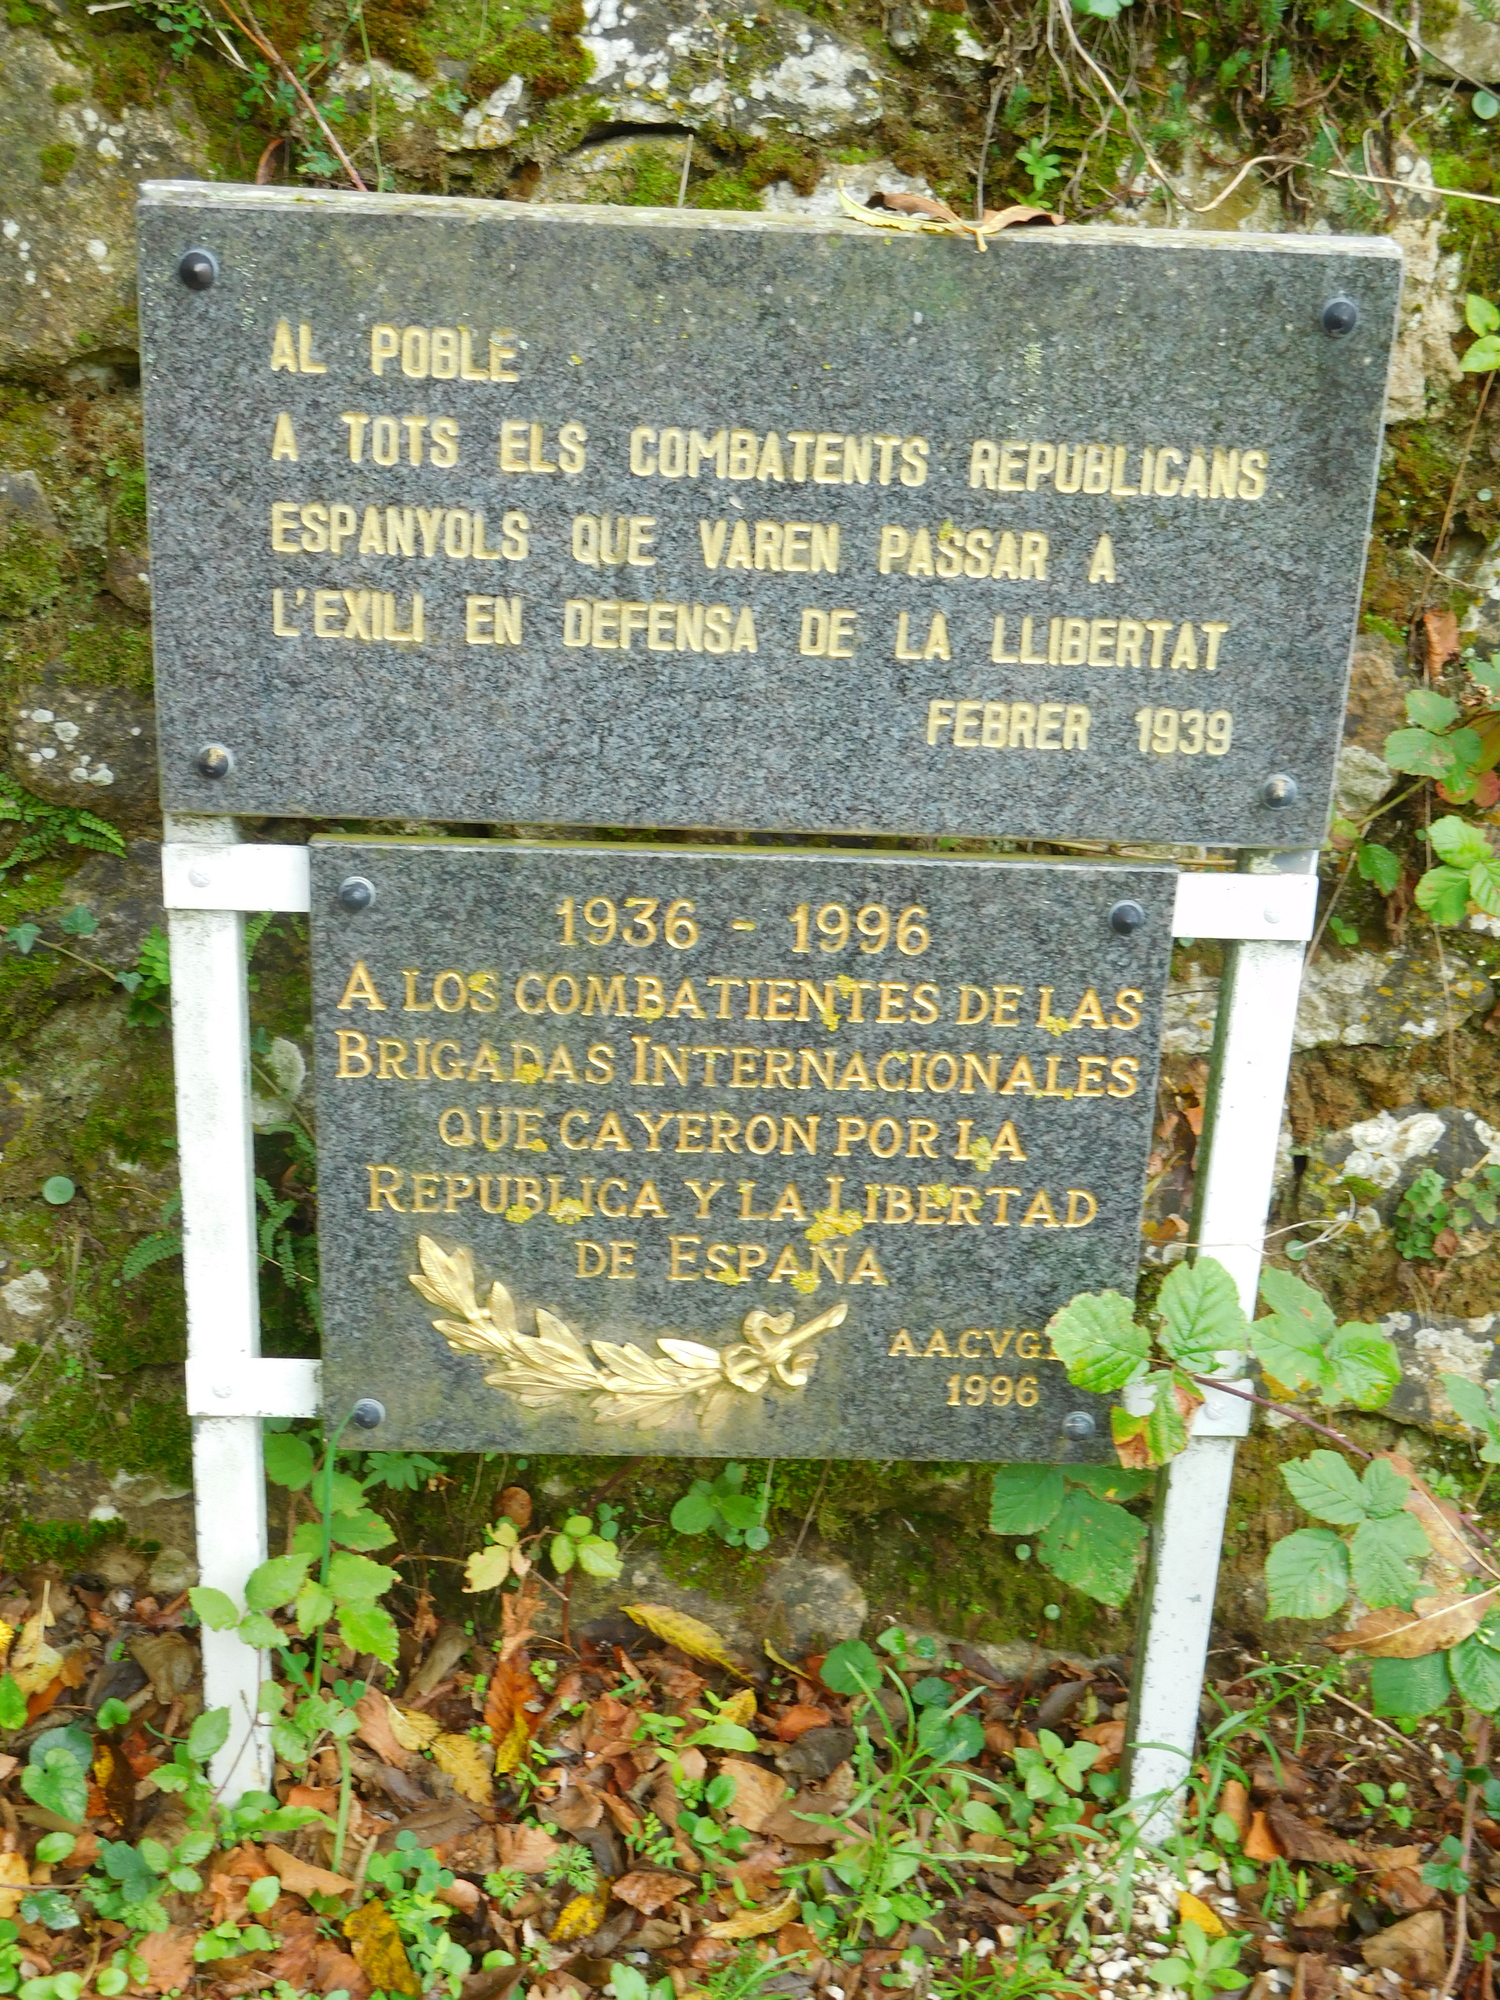 AL POBLE
A TOTS ELS COMBATENTS REPUBLICANS
ESPANYOLS QUE VAREN PASSAR A
L'EXILI EN DEFENSA DE LA LLIBERTAT
FEBRER 1939
1936 - 1996
A LOS COMBATIENTES DE LAS
BRIGADAS INTERNACIONALES
QUE CAYERON POR LA
REPUBLICA Y LA LIBERTAD
DE ESPAÑA
1996